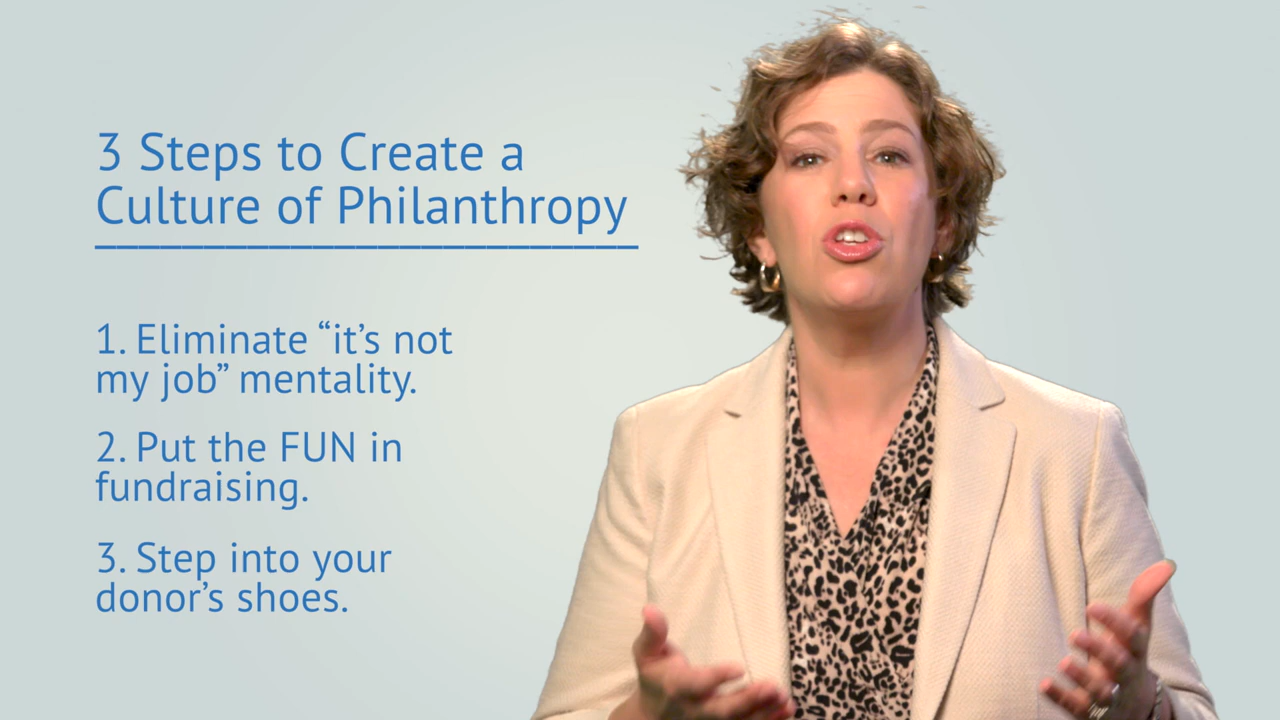 3 Steps to Create a
Culture of Philanthropy
1. Eliminate “it’s not
my job” mentality.
2. Put the FUN in
fundraising.
3. Step into your
donor’s shoes.